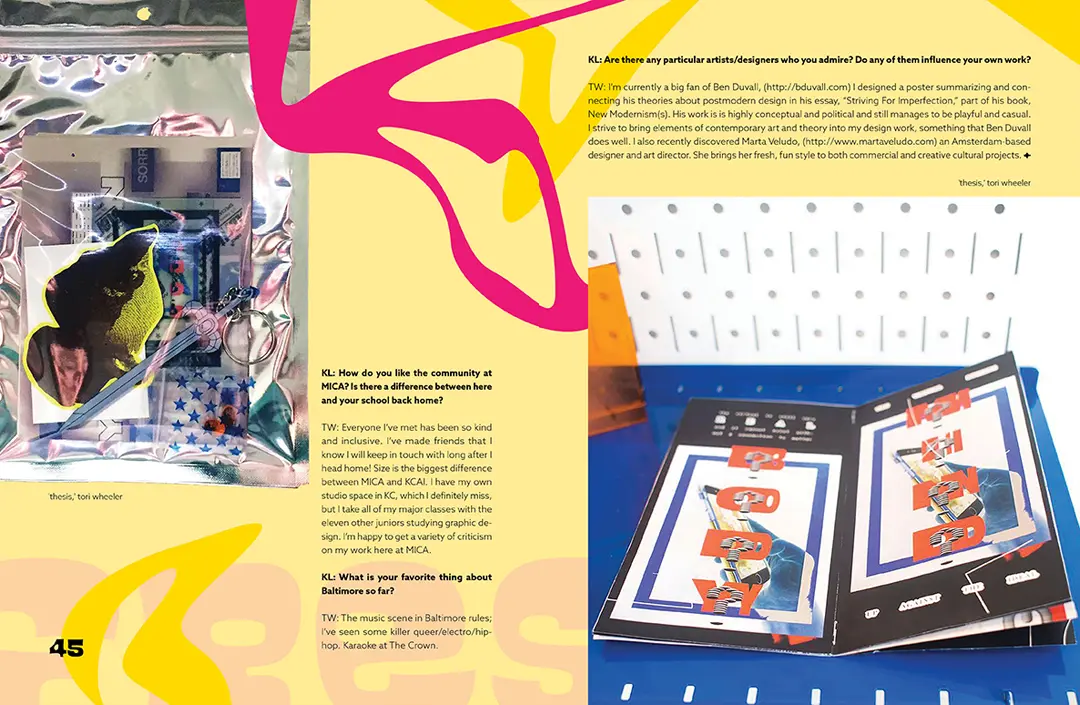 SORR
'thesis,' tori wheeler
45
KL: How do you like the community at
MICA? Is there a difference between here
and your school back home?
TW: Everyone I've met has been so kind
and inclusive. I've made friends that I
know I will keep in touch with long after I
head home! Size is the biggest difference
between MICA and KCAI. I have my own
studio space in KC, which I definitely miss,
but I take all of my major classes with the
eleven other juniors studying graphic de-
sign. I'm happy to get a variety of criticism
on my work here at MICA.
KL: What is your favorite thing about
Baltimore so far?
TW: The music scene in Baltimore rules;
I've seen some killer queer/electro/hip-
hop. Karaoke at The Crown.
KL: Are there any particular artists/designers who you admire? Do any of them influence your own work?
TW: I'm currently a big fan of Ben Duvall, (http://bduvall.com) I designed a poster summarizing and con-
necting his theories about postmodern design in his essay, "Striving For Imperfection," part of his book,
New Modernism(s). His work is is highly conceptual and political and still manages to be playful and casual.
I strive to bring elements of contemporary art and theory into my design work, something that Ben Duvall
does well. I also recently discovered Marta Veludo, (http://www.martaveludo.com) an Amsterdam-based
designer and art director. She brings her fresh, fun style to both commercial and creative cultural projects.
'thesis,' tori wheeler
UP AGAINST THE IDEAL